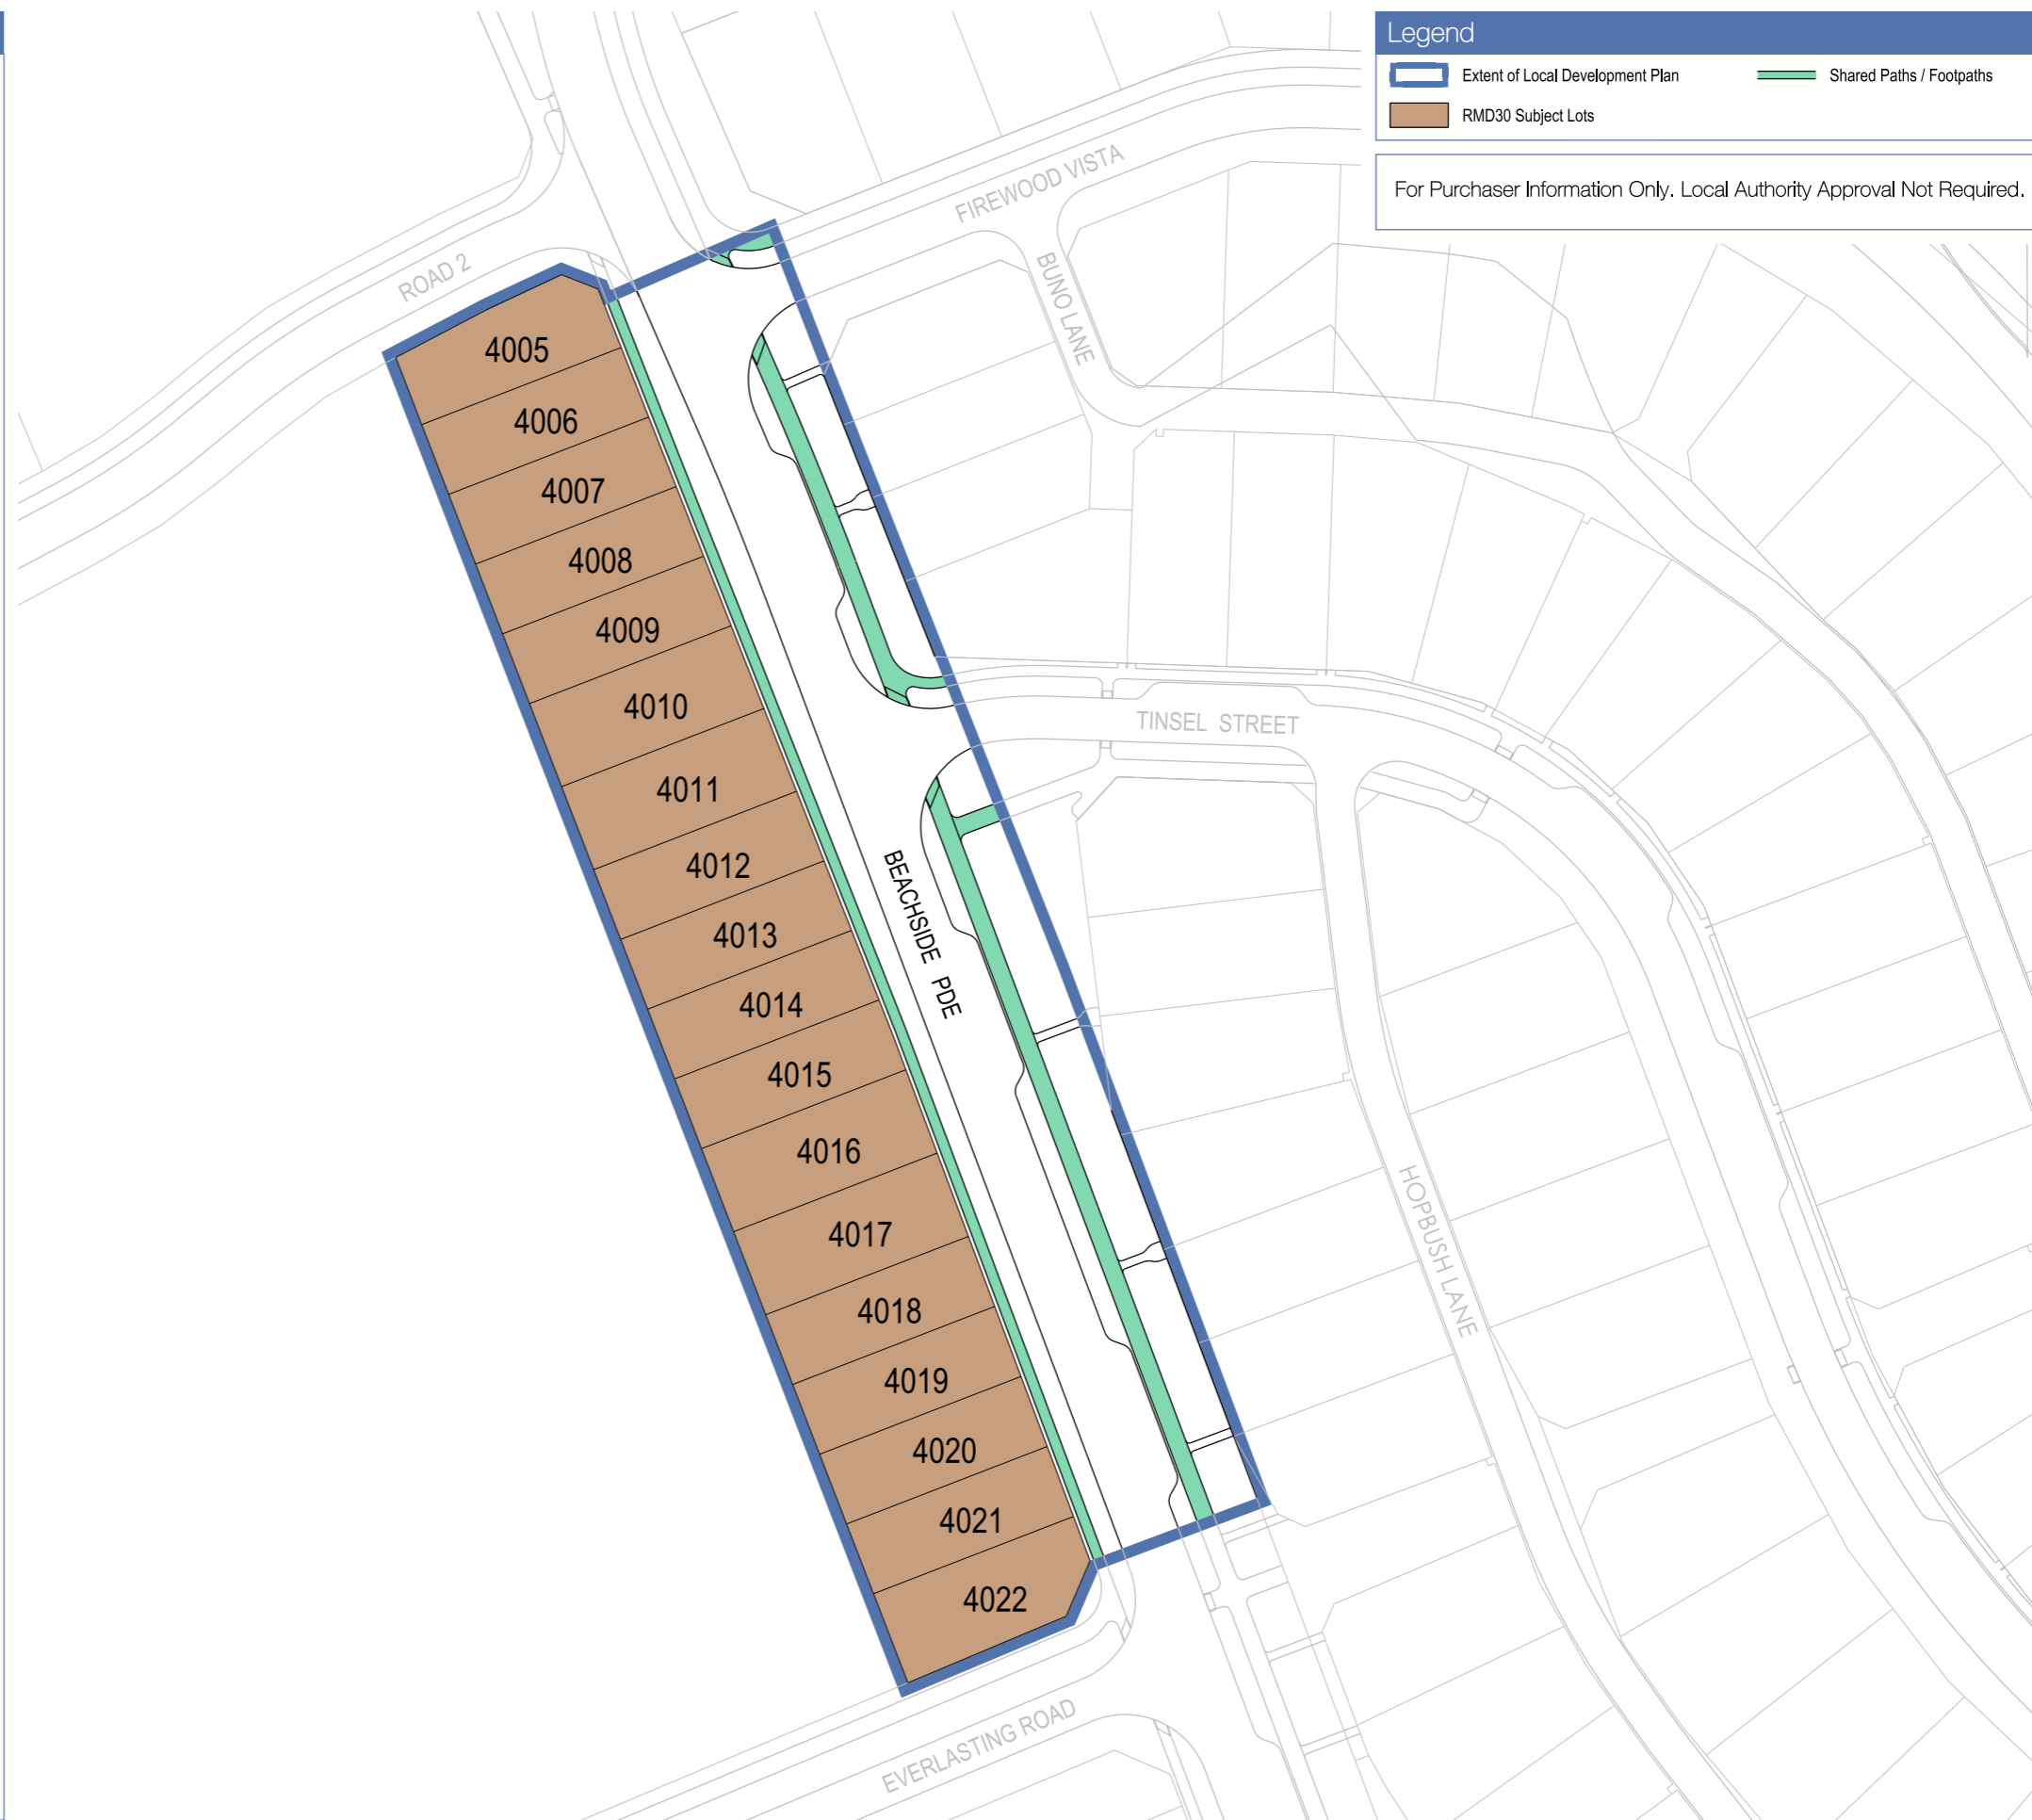 Legend
Extent of Local Development Plan
Shared Paths / Footpaths
RMD30 Subject Lots
For Purchaser Information Only. Local Authority Approval Not Required.
FIREWOOD VISTA
ROAD 2
BUNO LANE
4005
4006
4007
4008
4009
4010
TINSEL STREET
4011
4012
BEACHSIDE PDE
4013
4014
4015
4016
4017
HOPBUSH LANE
4018
4019
4020
4021
4022
EVERLASTING ROAD